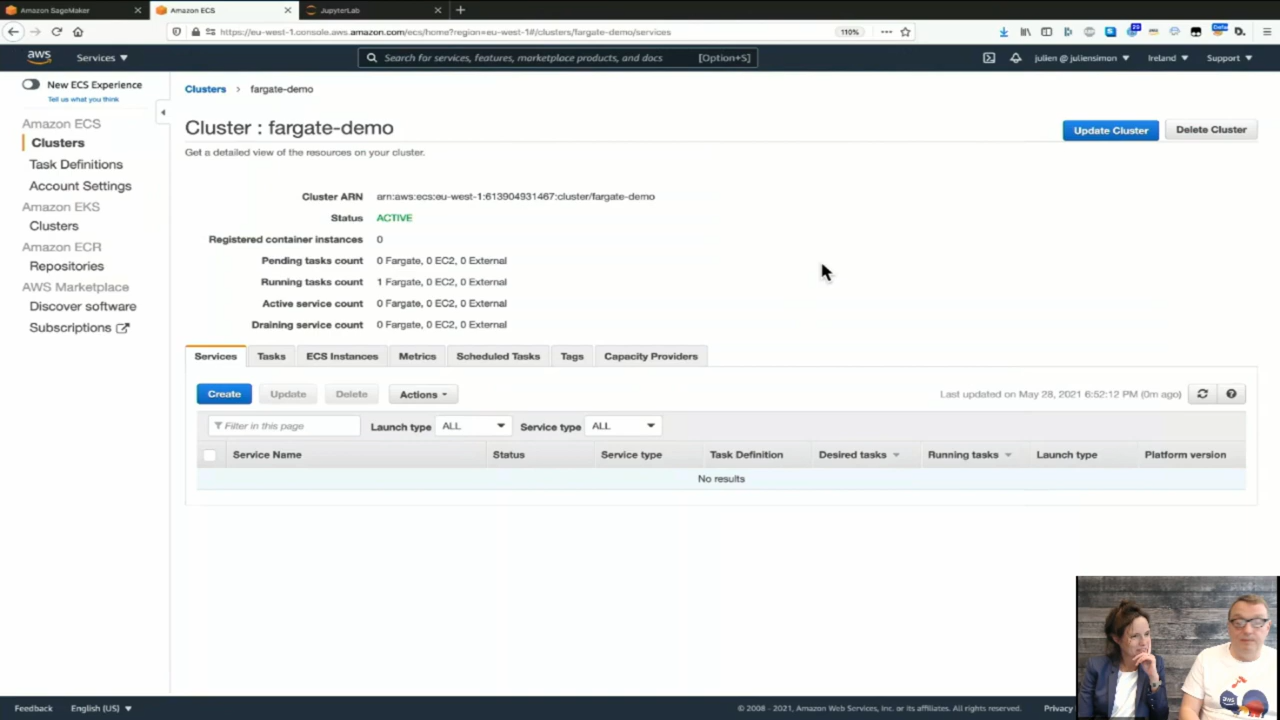 Amazon SageMaker
Amazon ECS
JupyterLab
https://eu-west-1.console.aws.amazon.com/ecs/home?region=eu-west-1#/clusters/fargate-demo/services
110%
aws
Services
Search for services, features, marketplace products, and docs
[Option+S]
julien @ juliensimon
Ireland
Support
New ECS Experience
Tell us what you think
Amazon ECS
Clusters
Task Definitions
Account Settings
Amazon EKS
Clusters
Amazon ECR
Repositories
AWS Marketplace
Discover software
Subscriptions
Clusters > fargate-demo
Cluster : fargate-demo
Update Cluster
Delete Cluster
Get a detailed view of the resources on your cluster.
Cluster ARN arn:aws:ecs:eu-west-1:613904931467:cluster/fargate-demo
Status ACTIVE
Registered container instances 0
Pending tasks count 0 Fargate, 0 EC2, 0 External
Running tasks count 1 Fargate, 0 EC2, 0 External
Active service count 0 Fargate, 0 EC2, 0 External
Draining service count 0 Fargate, 0 EC2, 0 External
Services Tasks ECS Instances Metrics Scheduled Tasks Tags Capacity Providers
Create Update Delete Actions
Last updated on May 28, 2021 6:52:12 PM (0m ago)
Filter in this page Launch type ALL Service type ALL
Service Name Status Service type Task Definition Desired tasks Running tasks Launch type Platform version
No results
Feedback English (US)
© 2008 - 2021, Amazon Web Services, Inc. or its affiliates. All rights reserved.
Privacy
aws